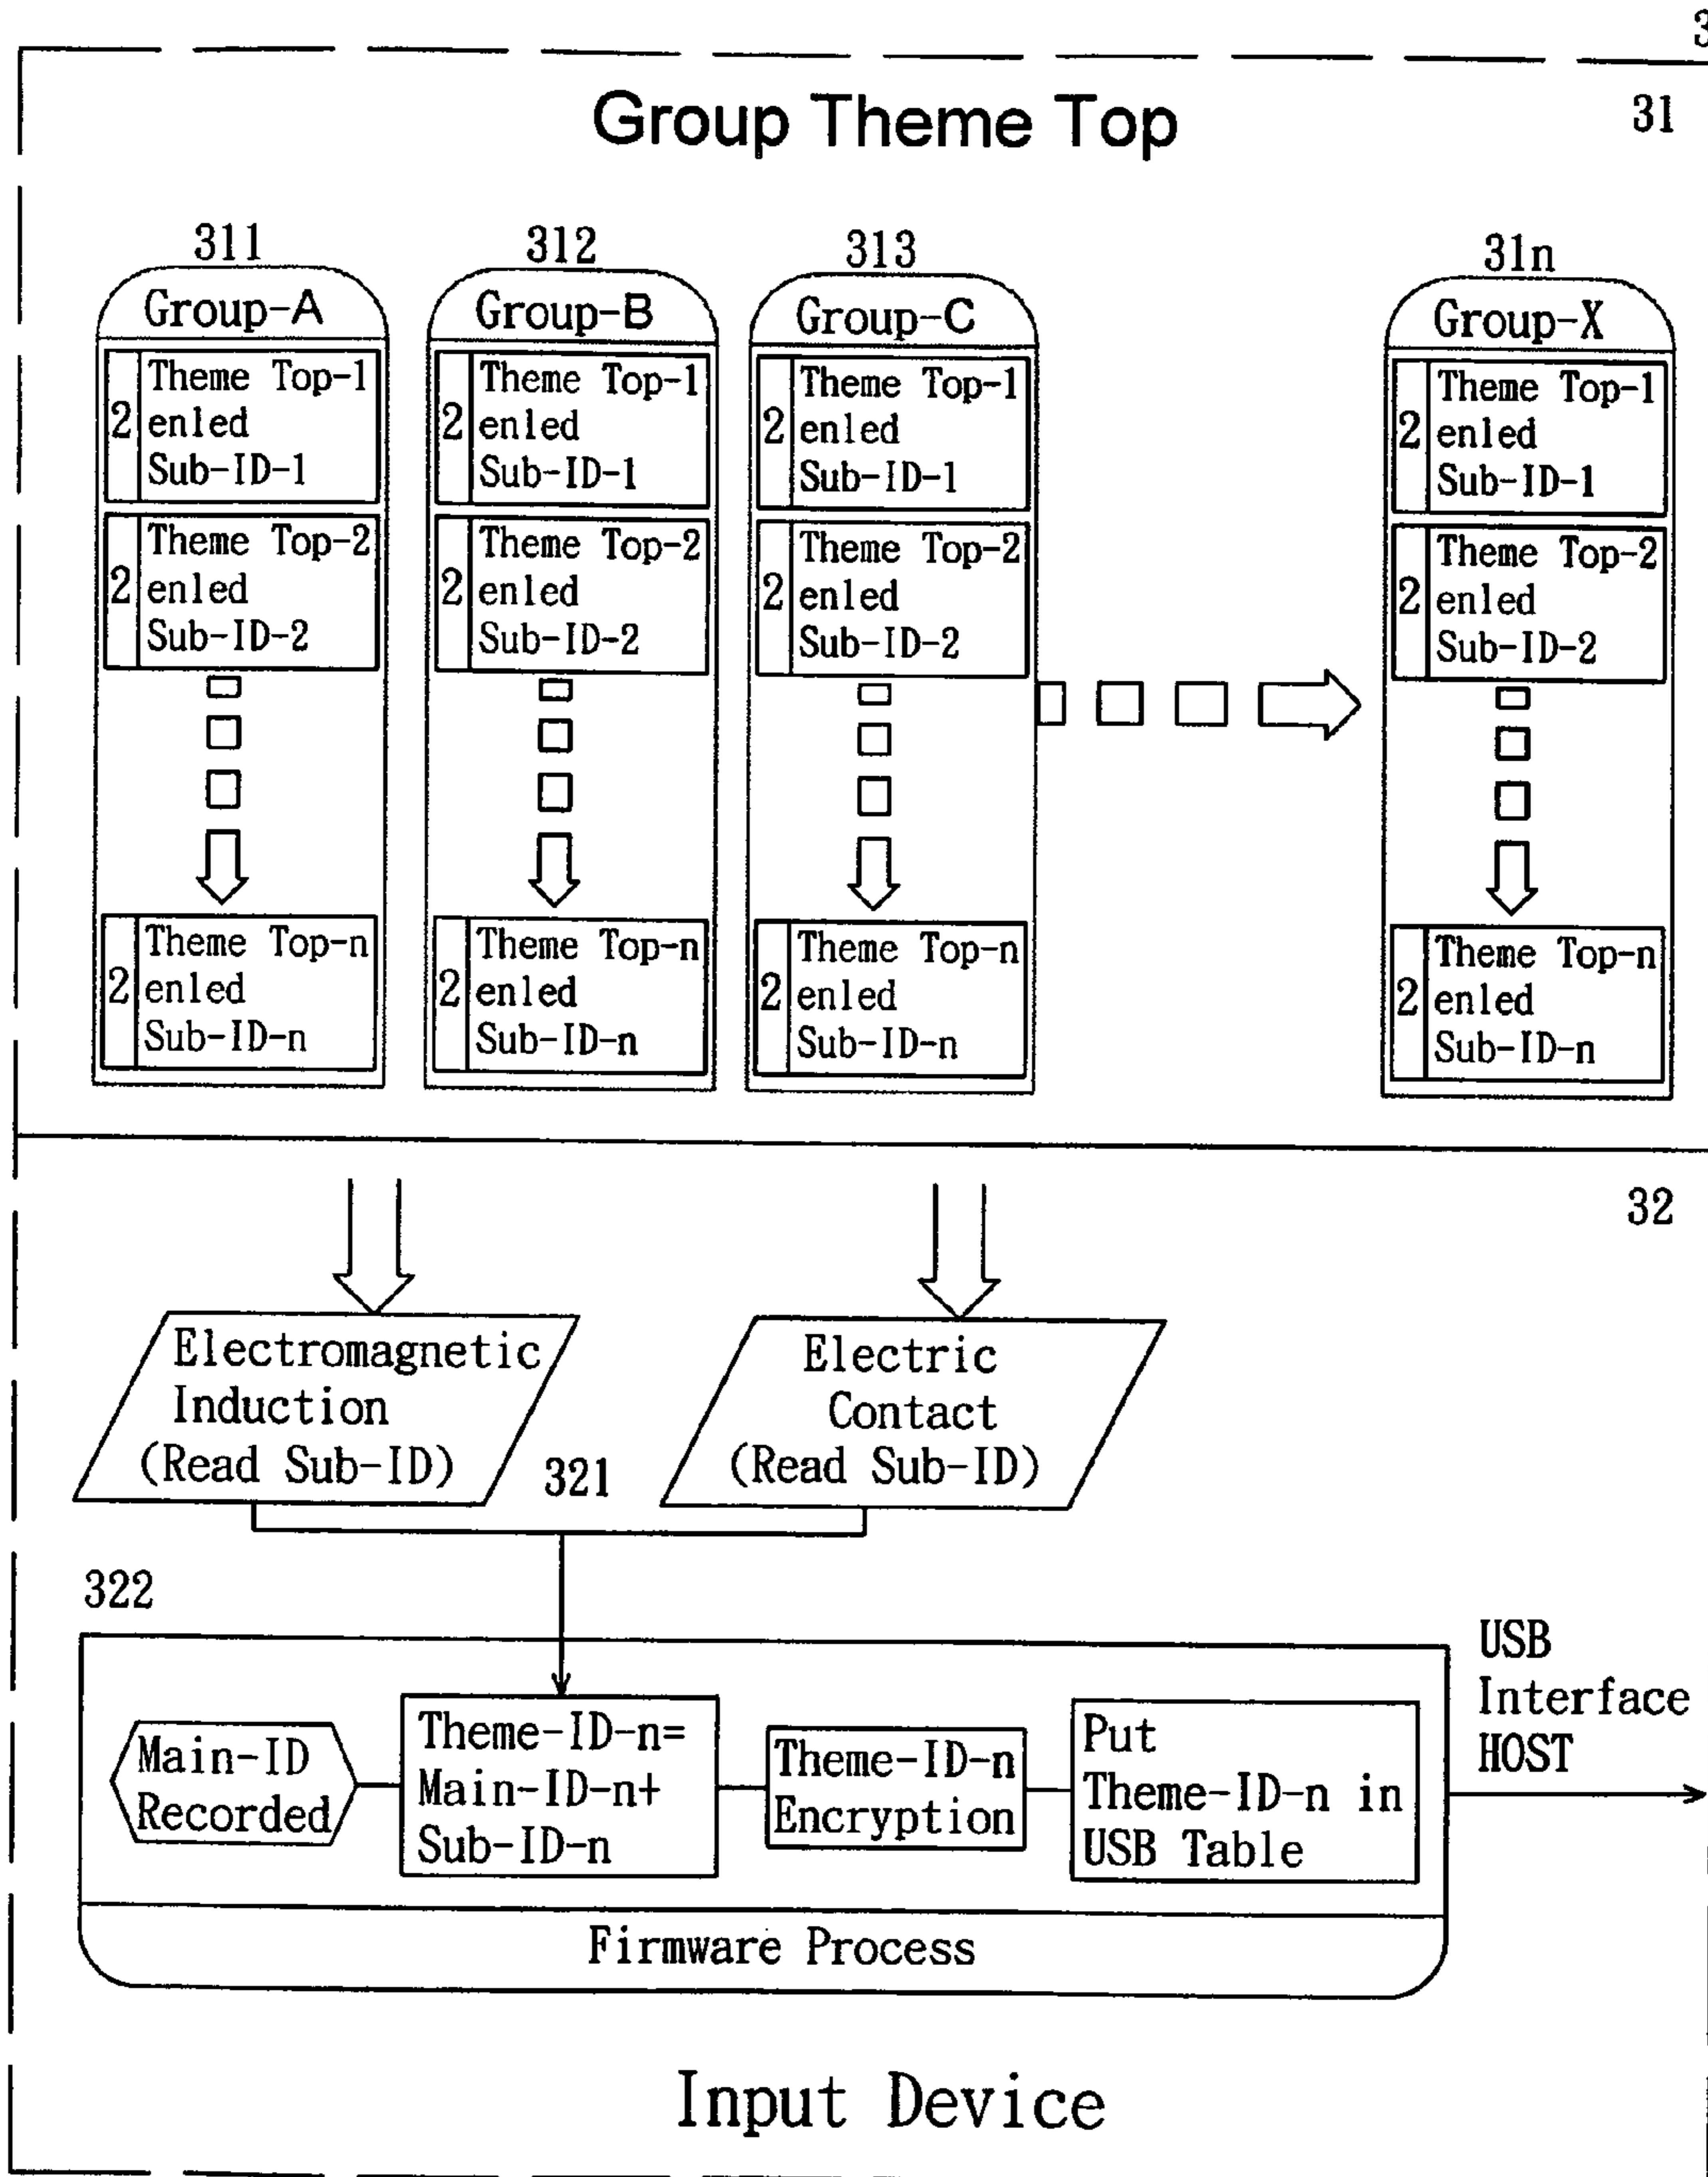 3
Group Theme Top
31
311
312
313
31n
Group-A
2
Theme Top-1
enled
Sub-ID-1
2
Theme Top-2
enled
Sub-ID-2
2
Theme Top-n
enled
Sub-ID-n
Group-B
2
Theme Top-1
enled
Sub-ID-1
2
Theme Top-2
enled
Sub-ID-2
2
Theme Top-n
enled
Sub-ID-n
Group-C
2
Theme Top-1
enled
Sub-ID-1
2
Theme Top-2
enled
Sub-ID-2
2
Theme Top-n
enled
Sub-ID-n
Group-X
2
Theme Top-1
enled
Sub-ID-1
2
Theme Top-2
enled
Sub-ID-2
2
Theme Top-n
enled
Sub-ID-n
32
Electromagnetic
Induction
(Read Sub-ID)
321
Electric
Contact
(Read Sub-ID)
322
Main-ID
Recorded
Theme-ID-n=
Main-ID-n+
Sub-ID-n
Theme-ID-n
Encryption
Put
Theme-ID-n in
USB Table
USB
Interface
HOST
Firmware Process
Input Device